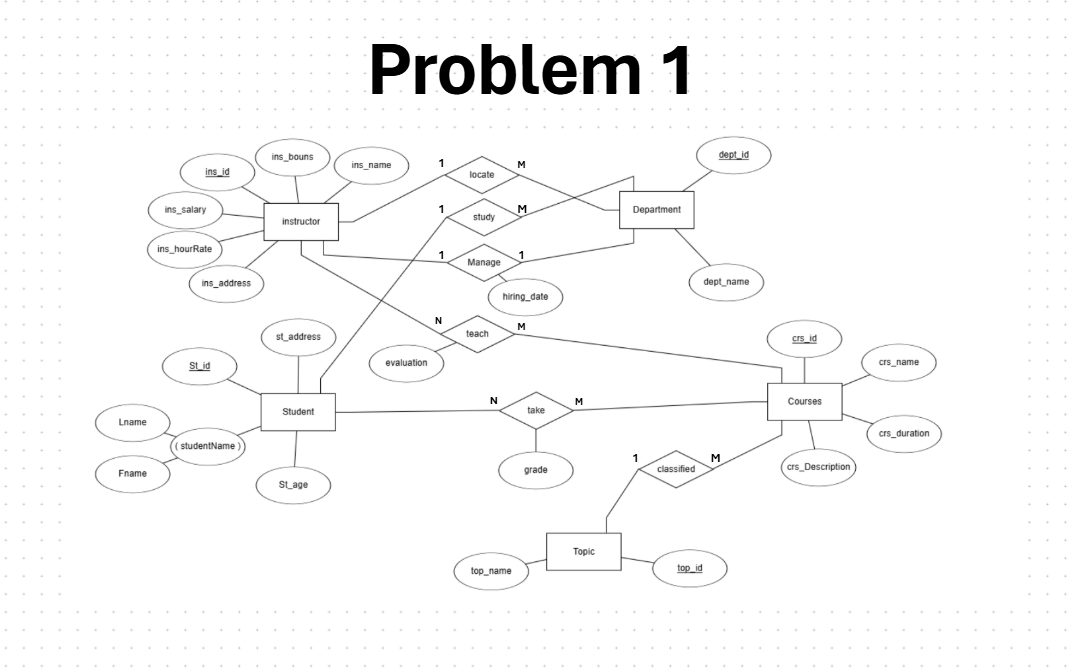 Problem 1
ins_bouns
ins_id
ins_name
1
locate
M
dept_id
ins_salary
instructor
1
study
M
Department
ins_hourRate
1
Manage
1
ins_address
hiring_date
dept_name
N
teach
M
evaluation
st_address
crs_id
St_id
crs_name
Student
N
take
M
Courses
Lname
( studentName )
crs_duration
Fname
St_age
grade
1
classified
M
crs_Description
Topic
top_name
top_id